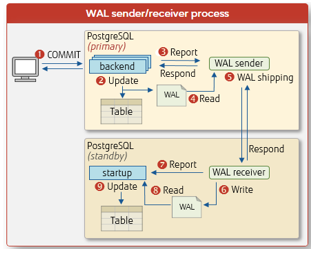 WAL sender/receiver process
PostgreSQL
(primary)
1 COMMIT
backend
3 Report
Respond
WAL sender
2 Update
WAL
4 Read
5 WAL shipping
Table
Respond
PostgreSQL
(standby)
startup
7 Report
WAL receiver
9 Update
8 Read
6 Write
WAL
Table